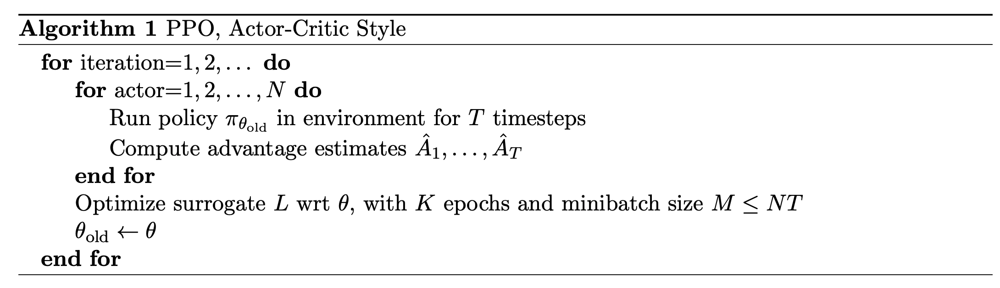 Algorithm 1 PPO, Actor-Critic Style
for iteration=1, 2, . . . do
for actor=1, 2, . . . , N do
Run policy π_{θ_old} in environment for T timesteps
Compute advantage estimates Â_1, . . . , Â_T
end for
Optimize surrogate L wrt θ, with K epochs and minibatch size M ≤ NT
θ_old ← θ
end for